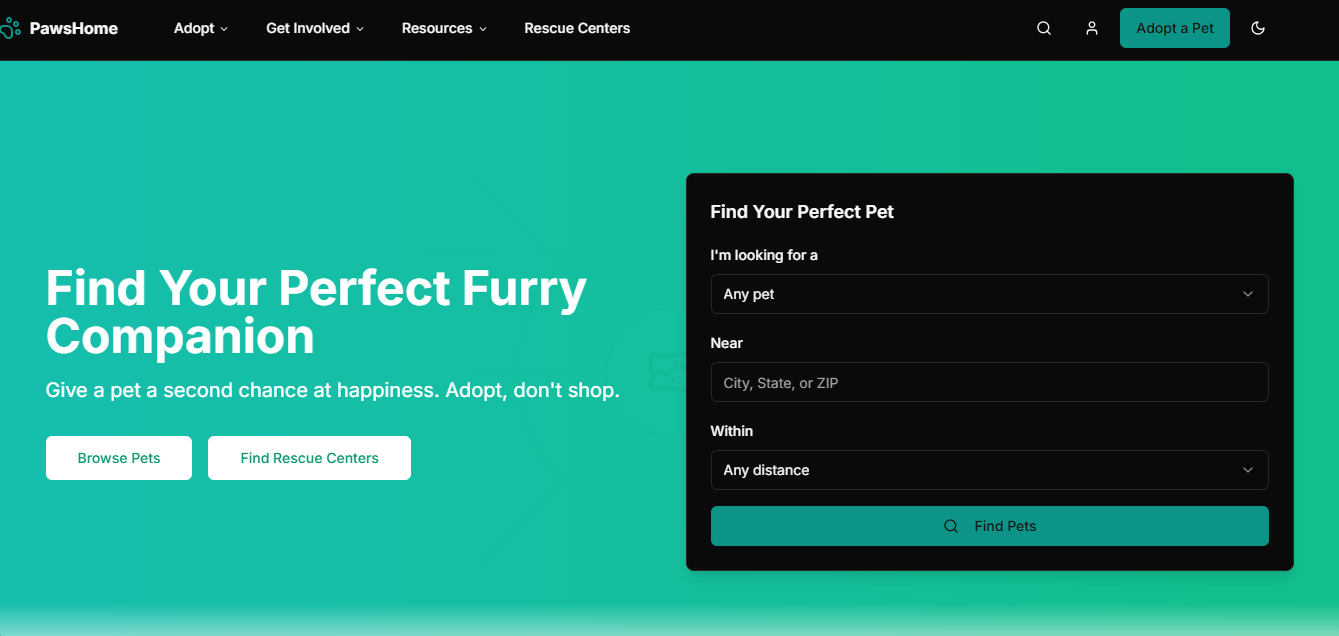 PawsHome Adopt Get Involved Resources Rescue Centers Adopt a Pet
Find Your Perfect Furry
Companion
Give a pet a second chance at happiness. Adopt, don't shop.
Browse Pets Find Rescue Centers
Find Your Perfect Pet
I'm looking for a
Any pet
Near
City, State, or ZIP
Within
Any distance
Find Pets